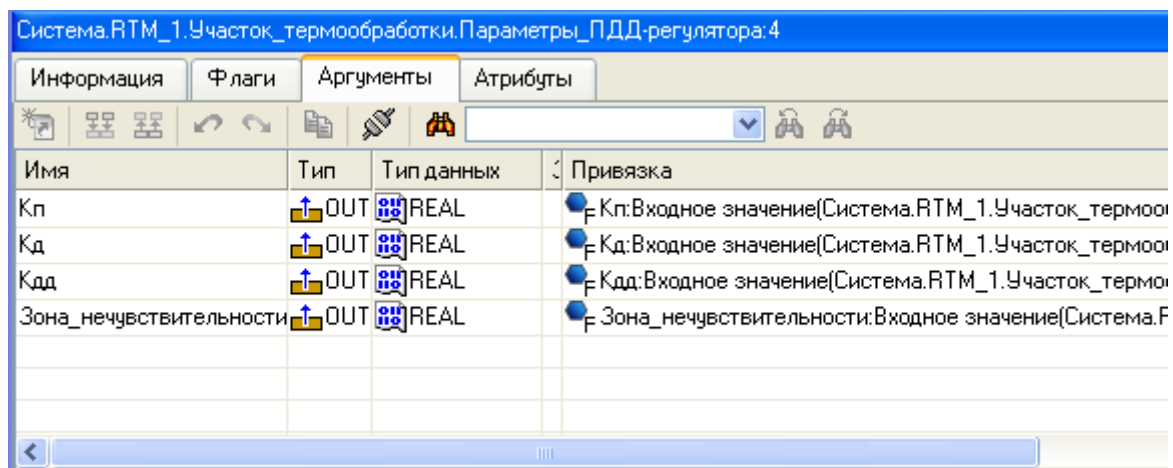 Система.RTM_1.Участок_термообработки.Параметры_ПДД-регулятора:4
Информация Флаги Аргументы Атрибуты
Имя Тип Тип данных Привязка
Кп OUT REAL Кп:Входное значение(Система.RTM_1.Участок_термоо
Кд OUT REAL Кд:Входное значение(Система.RTM_1.Участок_термоо
Кдд OUT REAL Кдд:Входное значение(Система.RTM_1.Участок_термо
Зона_нечувствительности OUT REAL Зона_нечувствительности:Входное значение(Система.